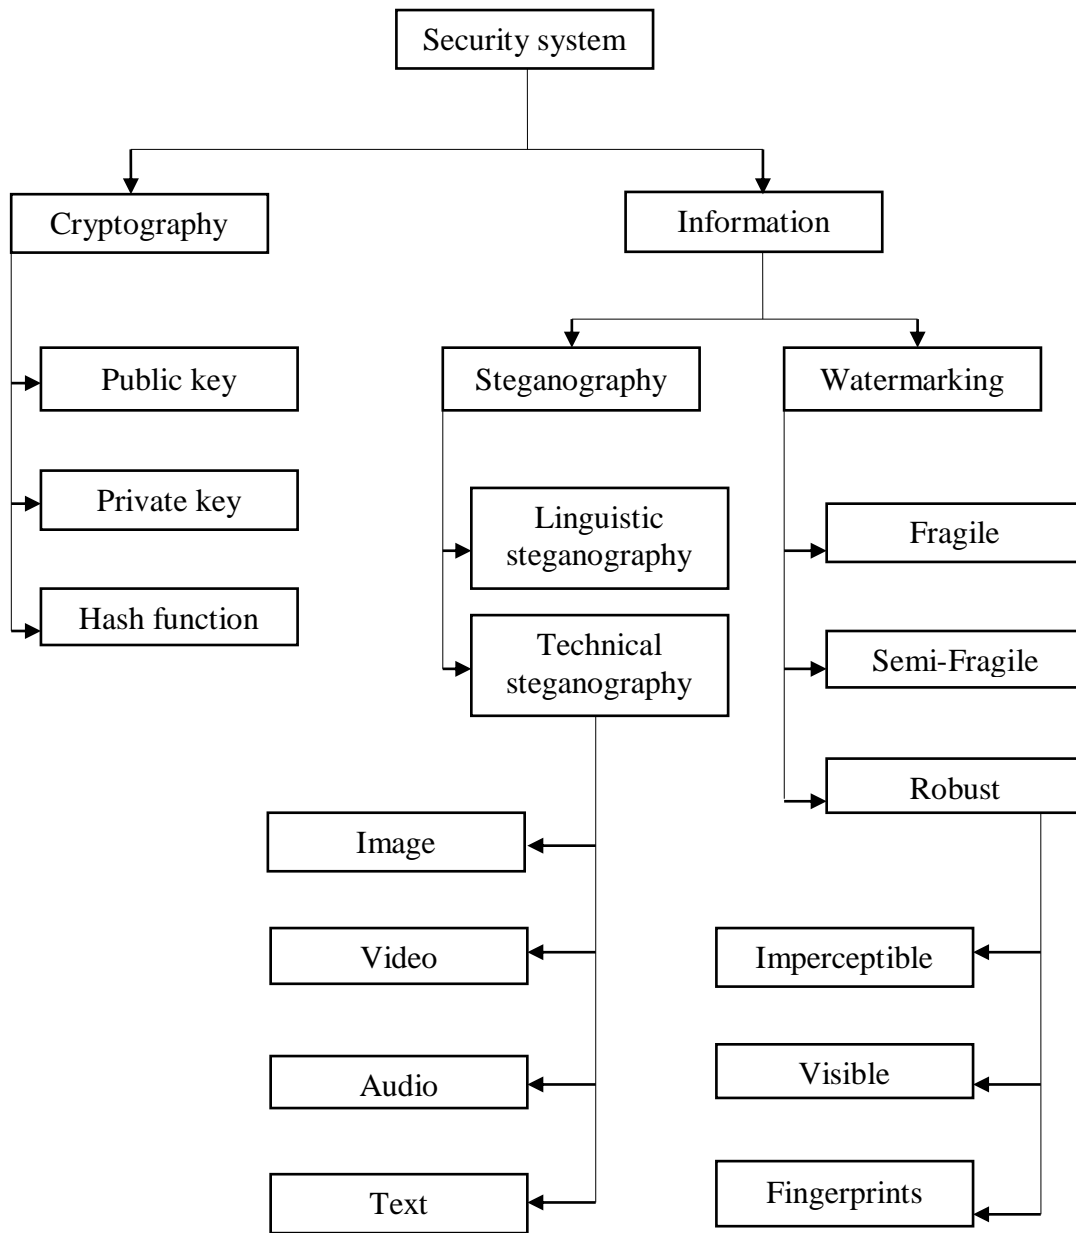 Security system
Cryptography
Information
Public key
Steganography
Watermarking
Private key
Linguistic
steganography
Fragile
Hash function
Technical
steganography
Semi-Fragile
Robust
Image
Video
Imperceptible
Audio
Visible
Text
Fingerprints